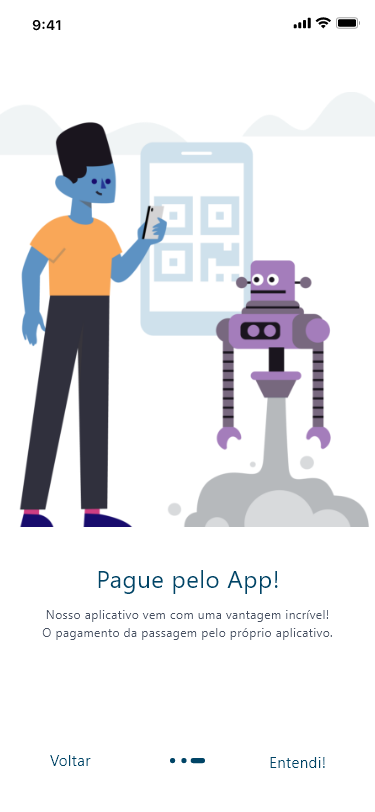 9:41
Pague pelo App!
Nosso aplicativo vem com uma vantagem incrível!
O pagamento da passagem pelo próprio aplicativo.
Voltar
Entendi!